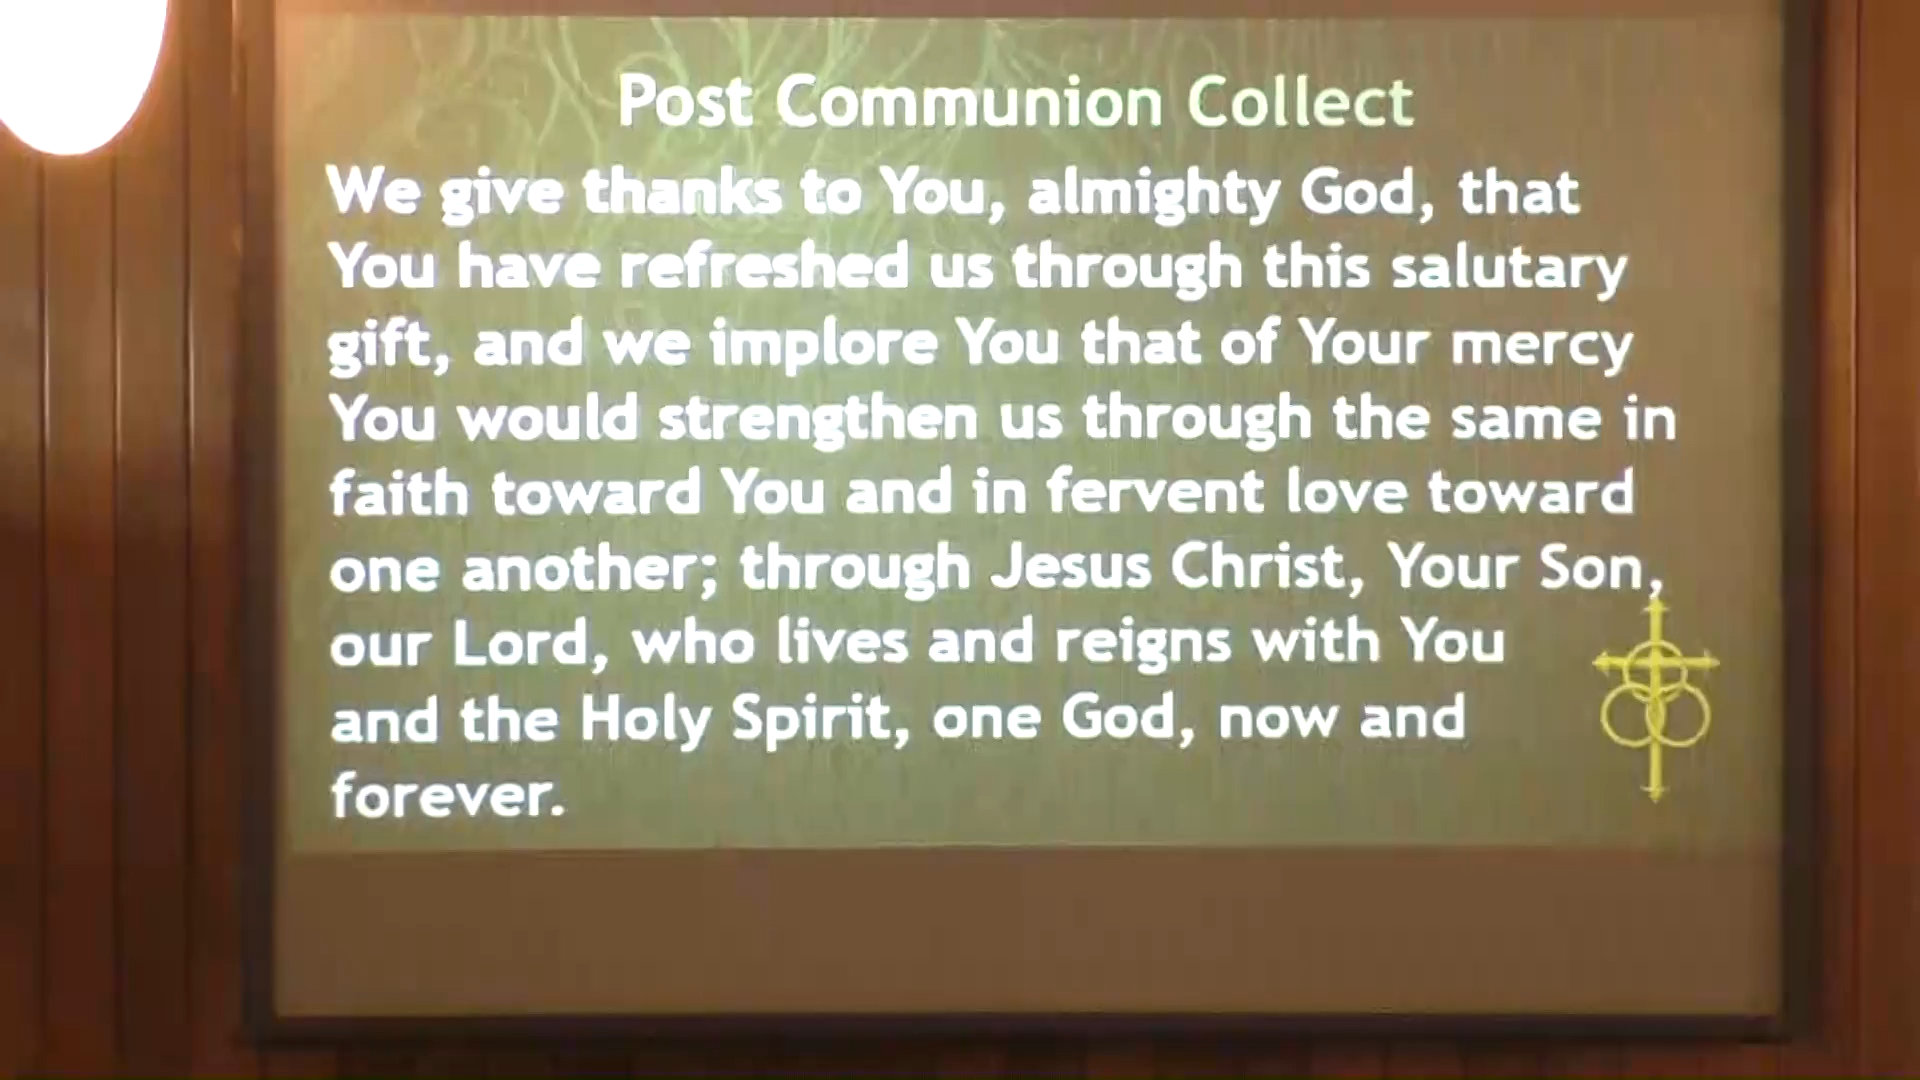 Post Communion Collect
We give thanks to You, almighty God, that
You have refreshed us through this salutary
gift, and we implore You that of Your mercy
You would strengthen us through the same in
faith toward You and in fervent love toward
one another; through Jesus Christ, Your Son,
our Lord, who lives and reigns with You
and the Holy Spirit, one God, now and
forever.